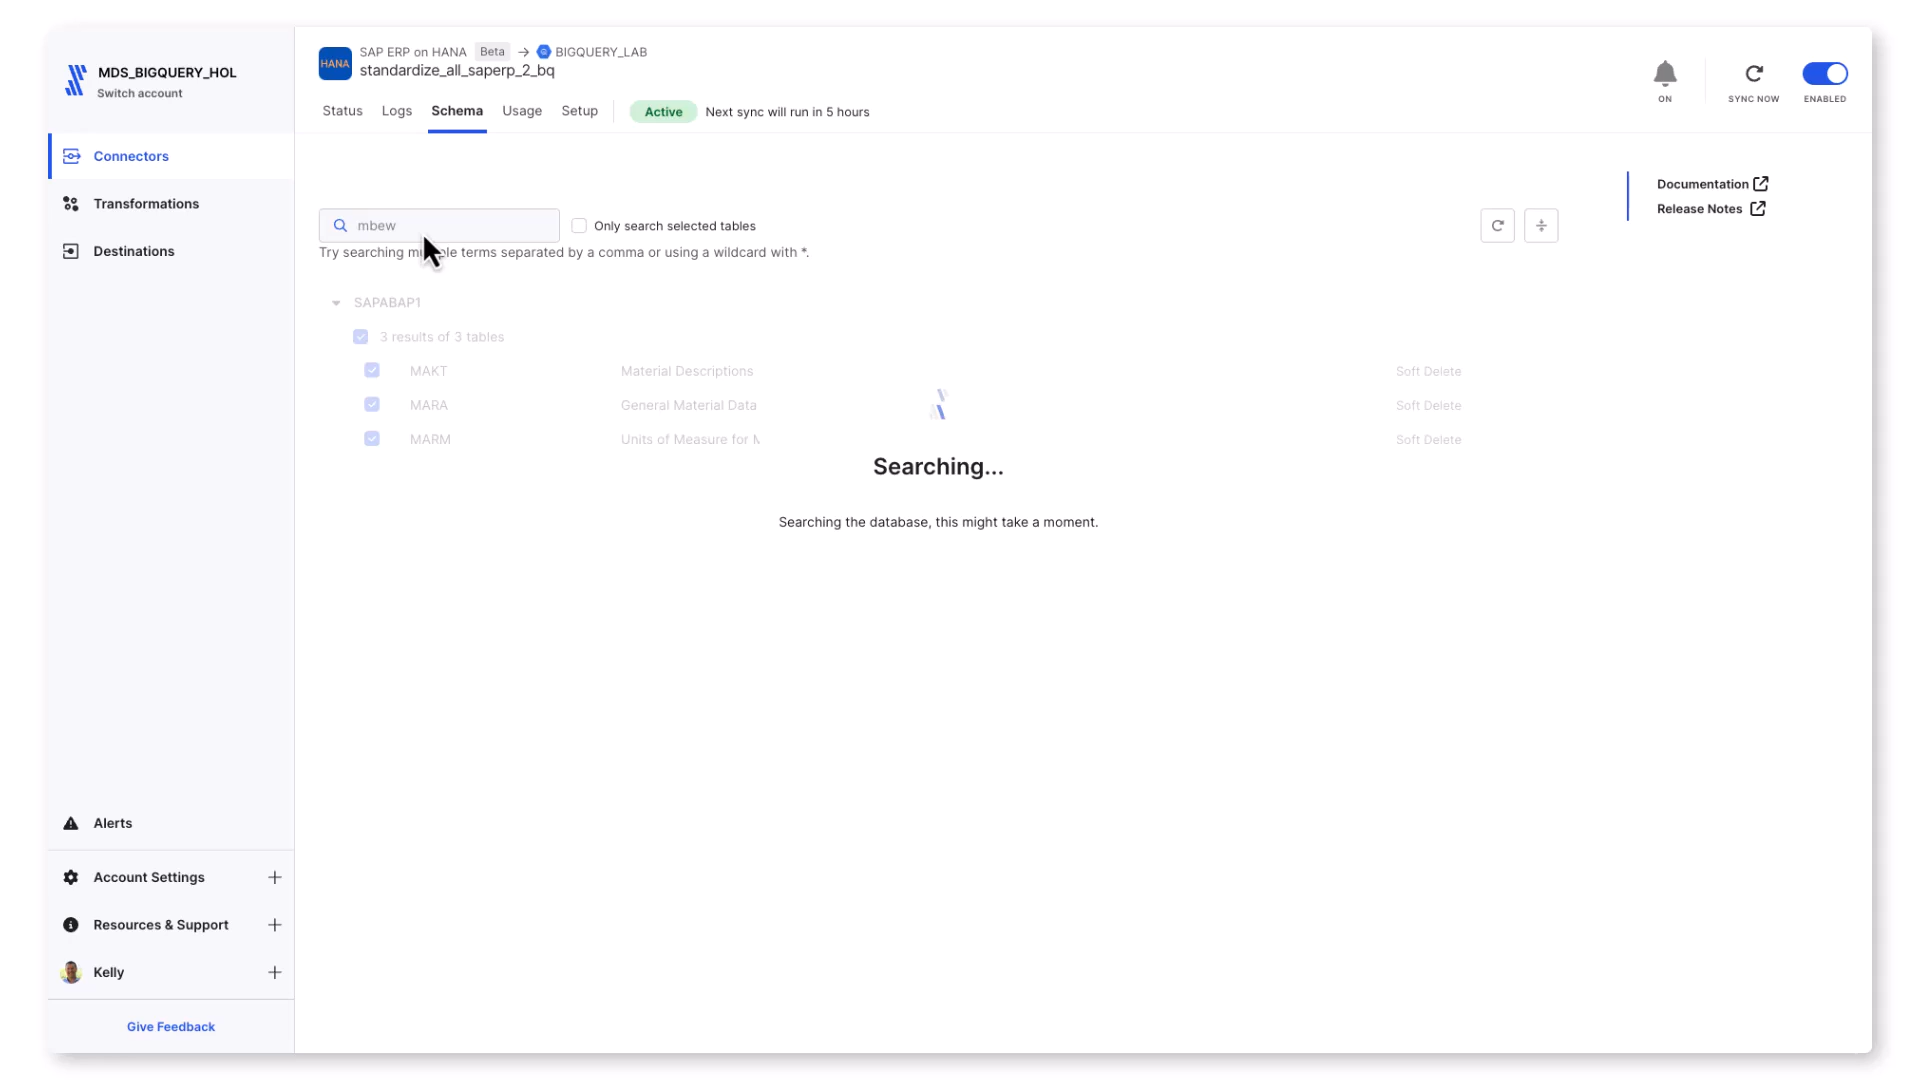 MDS_BIGQUERY_HOL
Switch account
Connectors
Transformations
Destinations
Alerts
Account Settings
Resources & Support
Kelly
Give Feedback
HANA
SAP ERP on HANA Beta → BIGQUERY_LAB
standardize_all_saperp_2_bq
Status Logs Schema Usage Setup Active Next sync will run in 5 hours
ON
SYNC NOW
ENABLED
Documentation
Release Notes
mbew
Only search selected tables
Try searching multiple terms separated by a comma or using a wildcard with *.
SAPABAP1
3 results of 3 tables
MAKT Material Descriptions Soft Delete
MARA General Material Data Soft Delete
MARM Units of Measure for M Soft Delete
Searching...
Searching the database, this might take a moment.